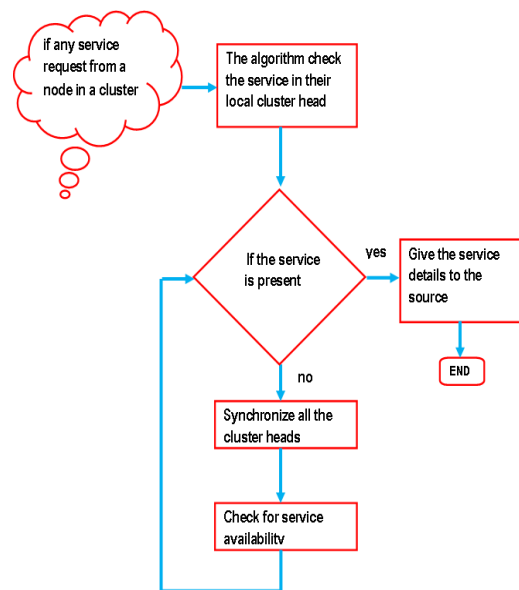 if any service
request from a
node in a cluster
The algorithm check
the service in their
local cluster head
If the service
is present
yes
Give the service
details to the
source
END
no
Synchronize all the
cluster heads
Check for service
availability